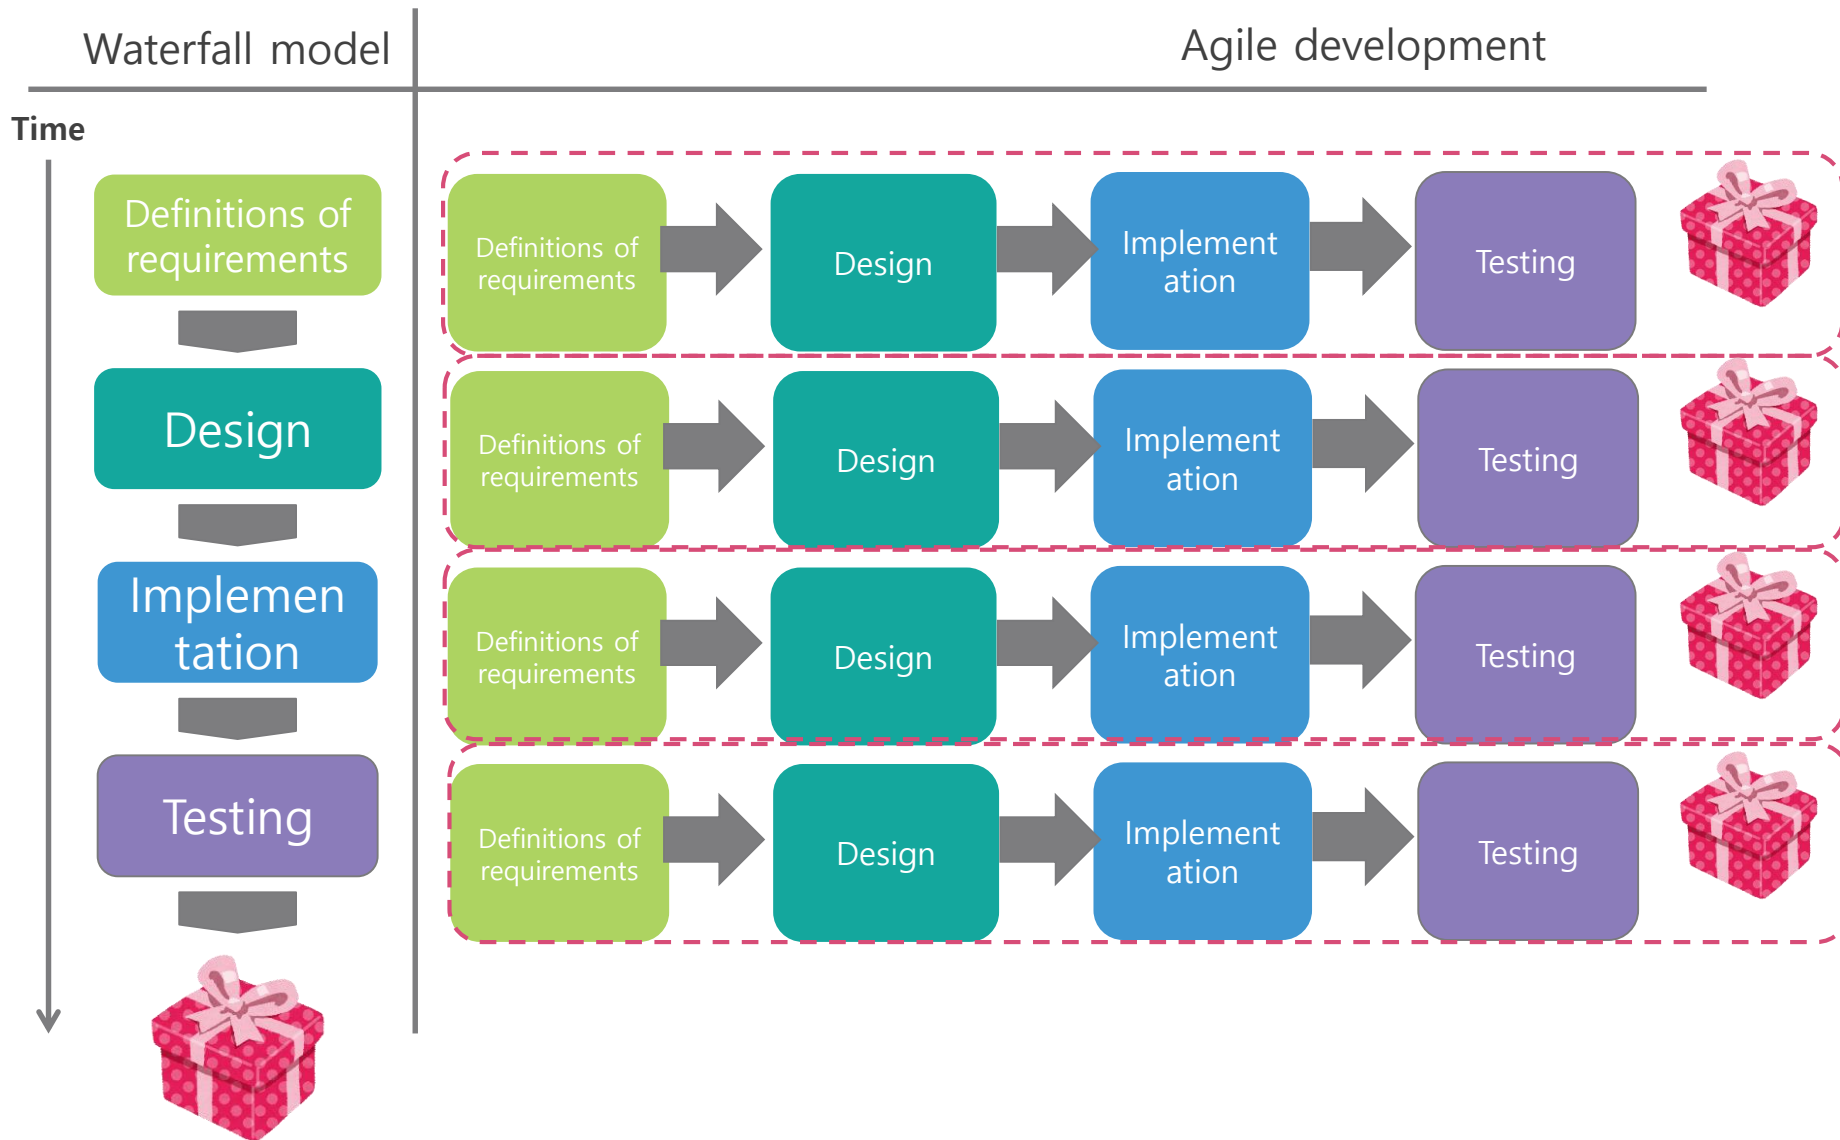 Waterfall model
Agile development
Time
Definitions of
requirements
Design
Implemen
tation
Testing
Definitions of
requirements
Design
Implement
ation
Testing
Definitions of
requirements
Design
Implement
ation
Testing
Definitions of
requirements
Design
Implement
ation
Testing
Definitions of
requirements
Design
Implement
ation
Testing